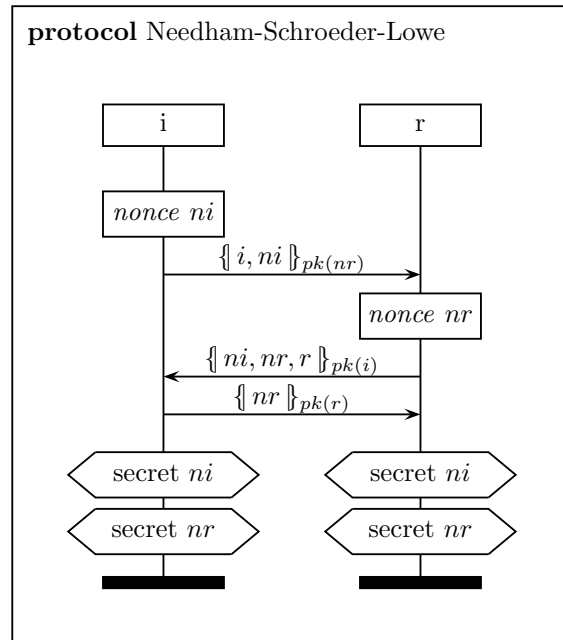 protocol Needham-Schroeder-Lowe
i r
nonce ni
{| i, ni |}pk(nr)
nonce nr
{| ni, nr, r |}pk(i)
{| nr |}pk(r)
secret ni secret ni
secret nr secret nr